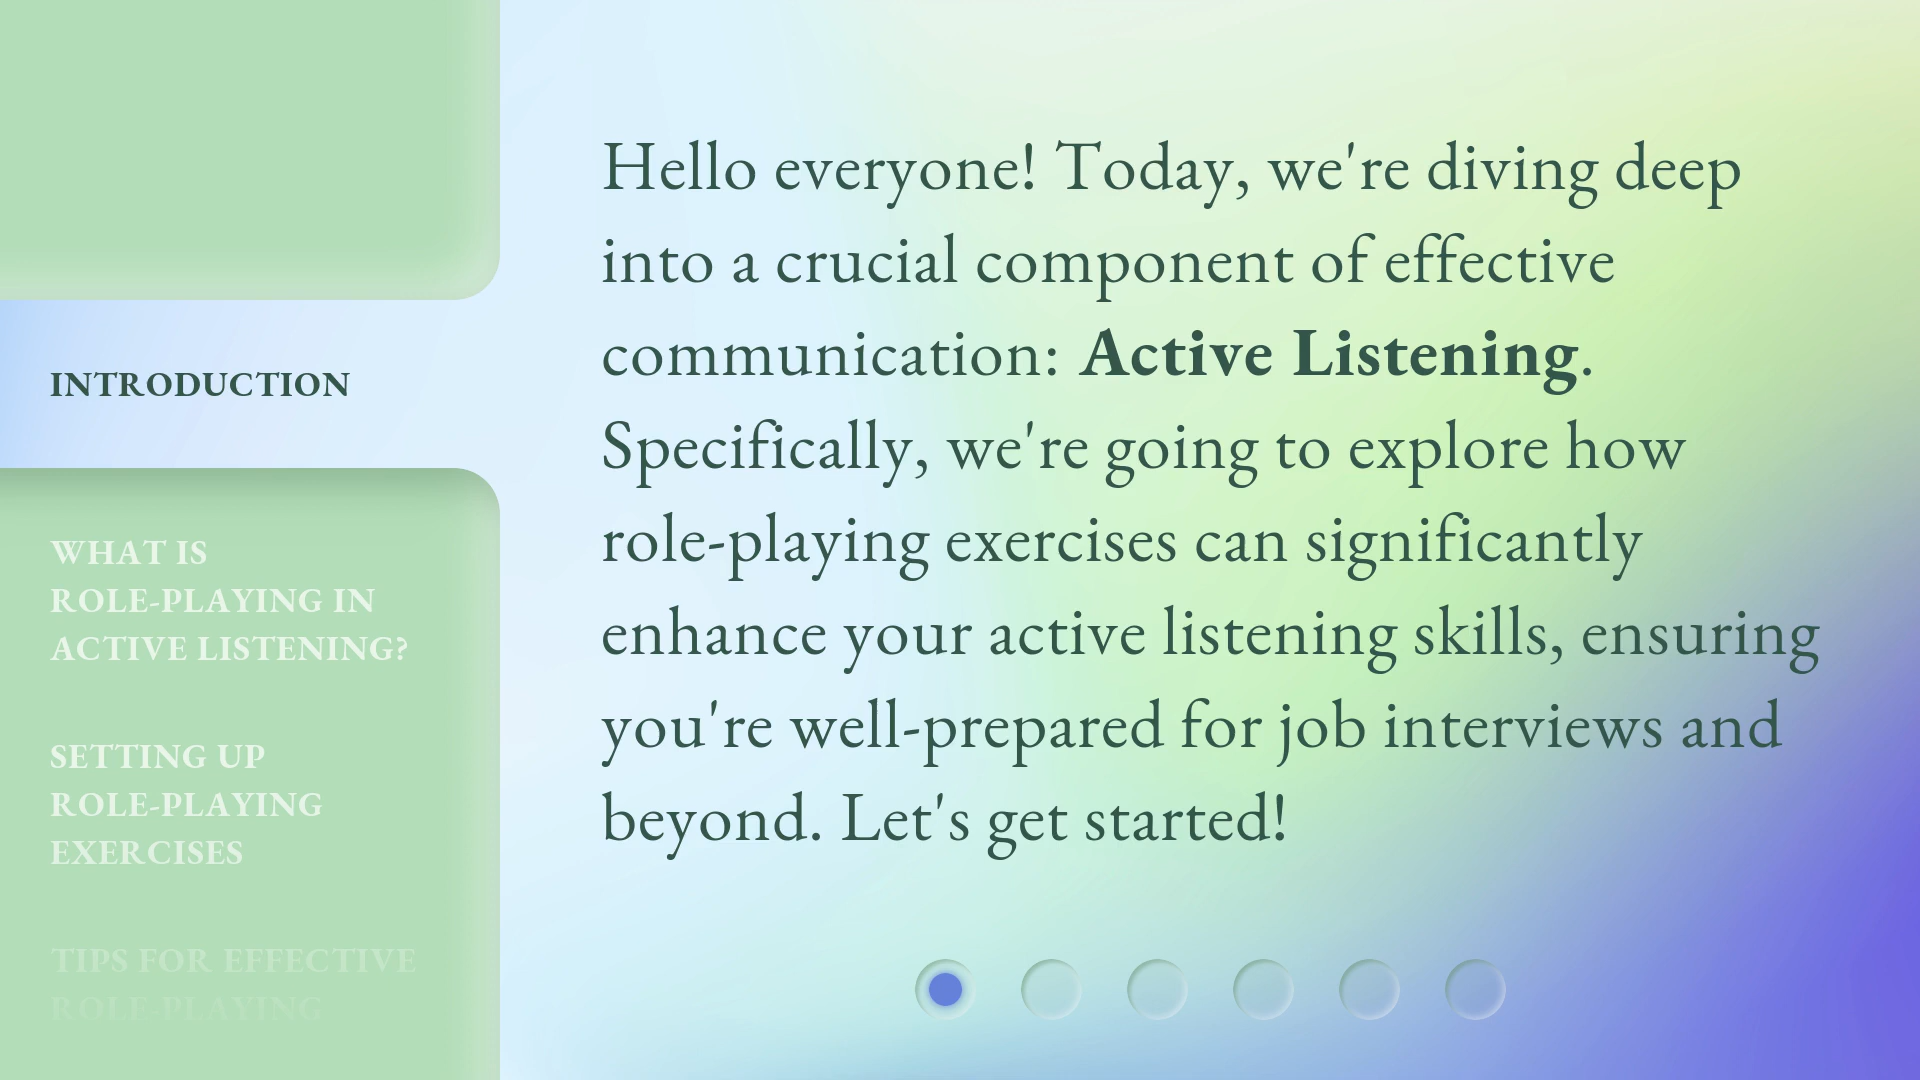 INTRODUCTION
WHAT IS
ROLE-PLAYING IN
ACTIVE LISTENING?
SETTING UP
ROLE-PLAYING
EXERCISES
TIPS FOR EFFECTIVE
ROLE-PLAYING
Hello everyone! Today, we're diving deep
into a crucial component of effective
communication: Active Listening.
Specifically, we're going to explore how
role-playing exercises can significantly
enhance your active listening skills, ensuring
you're well-prepared for job interviews and
beyond. Let's get started!